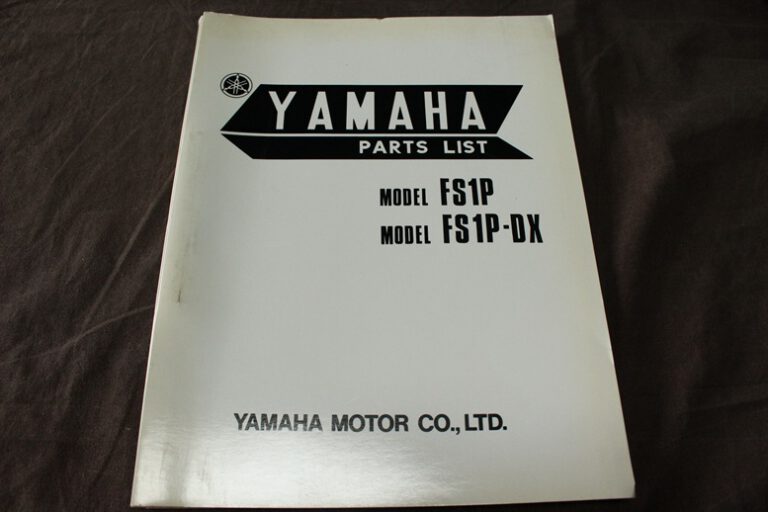 YAMAHA
PARTS LIST
MODEL FS1P
MODEL FS1P-DX
YAMAHA MOTOR CO., LTD.